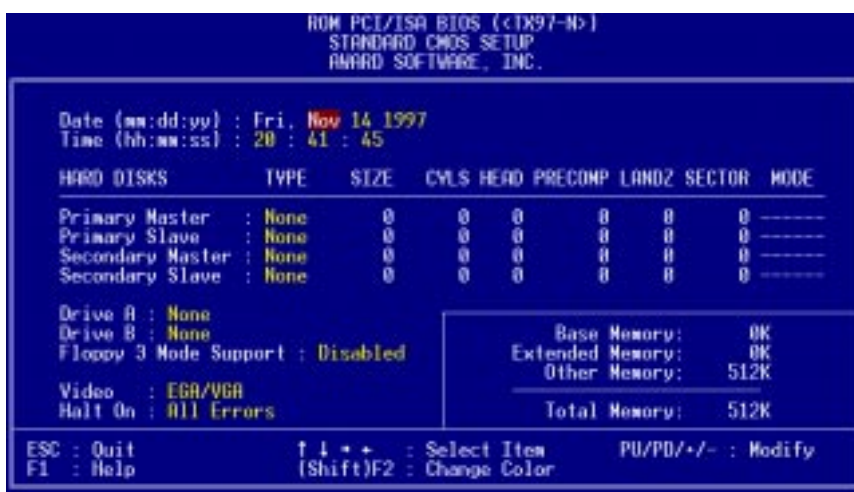 ROM PCI/ISA BIOS (<TX97-N>)
STANDARD CMOS SETUP
AWARD SOFTWARE, INC.
Date (mm:dd:yy) : Fri, Nov 14 1997
Time (hh:mm:ss) : 20 : 41 : 45
HARD DISKS TYPE SIZE CYLS HEAD PRECOMP LANDZ SECTOR MODE
Primary Master : None 0 0 0 0 0 0 ------
Primary Slave : None 0 0 0 0 0 0 ------
Secondary Master : None 0 0 0 0 0 0 ------
Secondary Slave : None 0 0 0 0 0 0 ------
Drive A : None
Drive B : None
Floppy 3 Mode Support : Disabled
Video : EGA/VGA
Halt On : All Errors
Base Memory: 0K
Extended Memory: 0K
Other Memory: 512K
Total Memory: 512K
ESC : Quit ↑ ↓ → ← : Select Item PU/PD/+/- : Modify
F1 : Help (Shift)F2 : Change Color